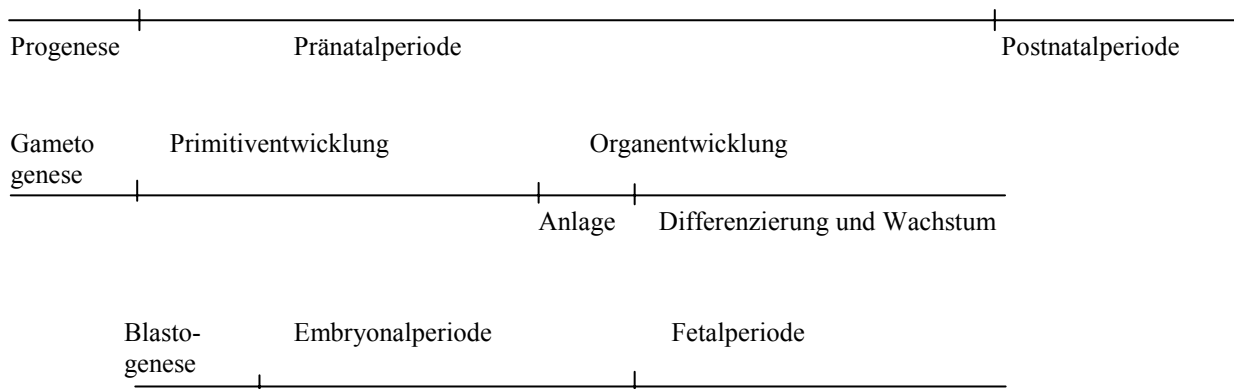 Progenese Pränatalperiode Postnatalperiode
Gameto Primitiventwicklung Organentwicklung
genese
Anlage Differenzierung und Wachstum
Blasto- Embryonalperiode Fetalperiode
genese